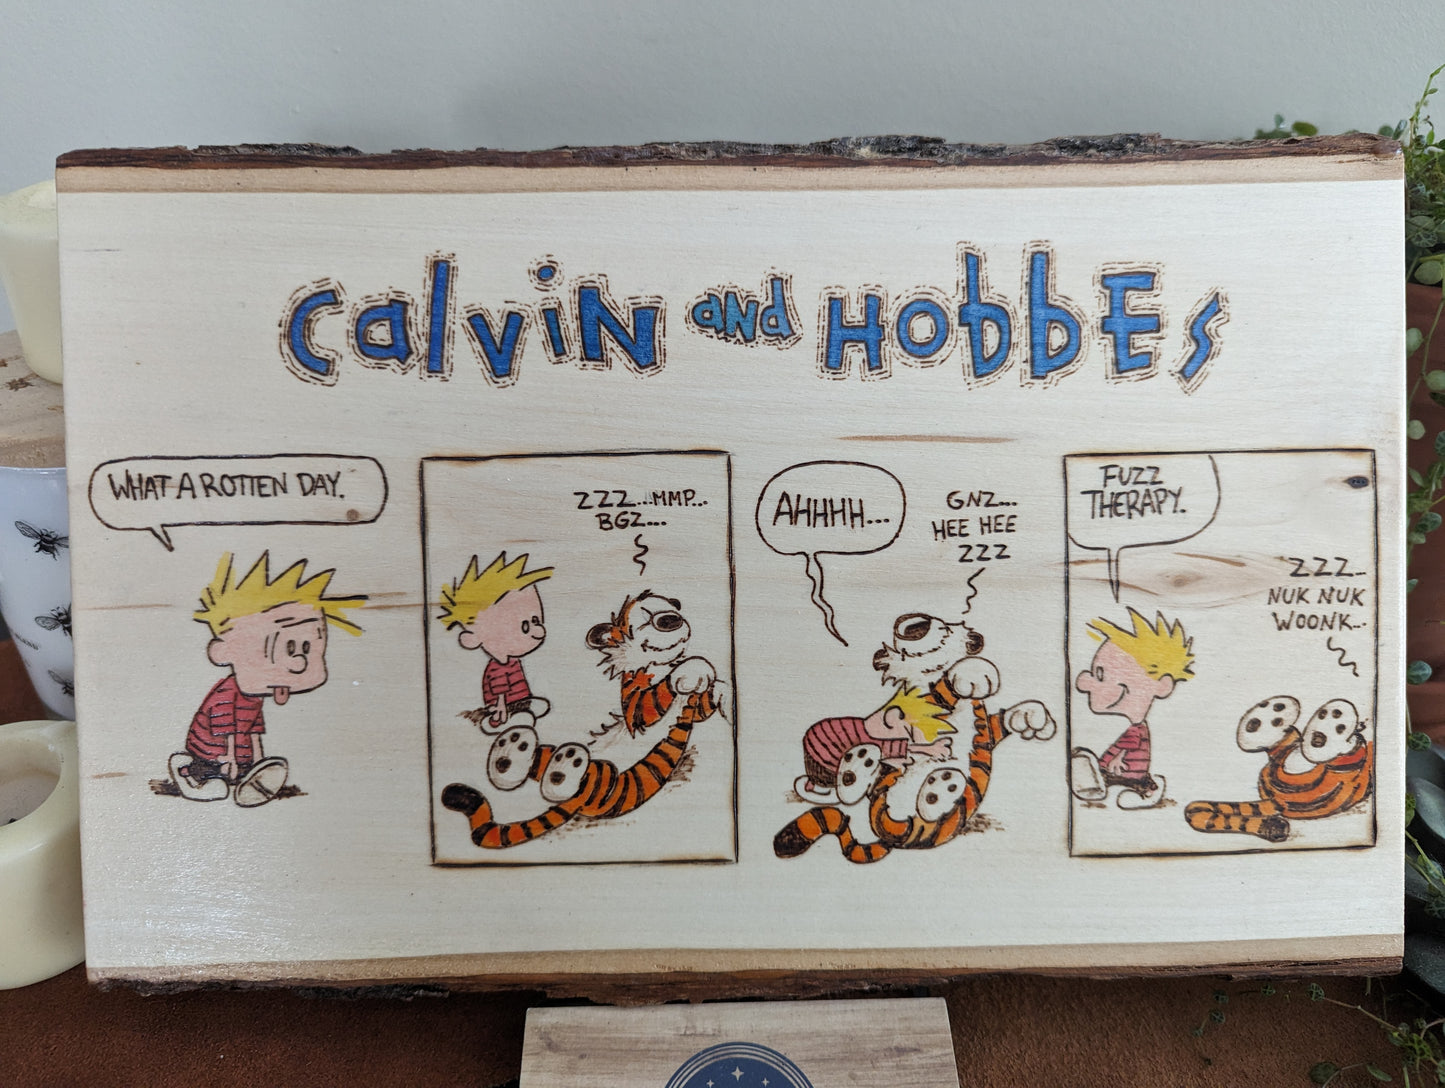 Calvin and Hobbes
WHAT A ROTTEN DAY.
ZZZ...MMP...
BGZ...
AHHHH...
GNZ...
HEE HEE
ZZZ
FUZZ
THERAPY.
ZZZ..
NUK NUK
WOONK..